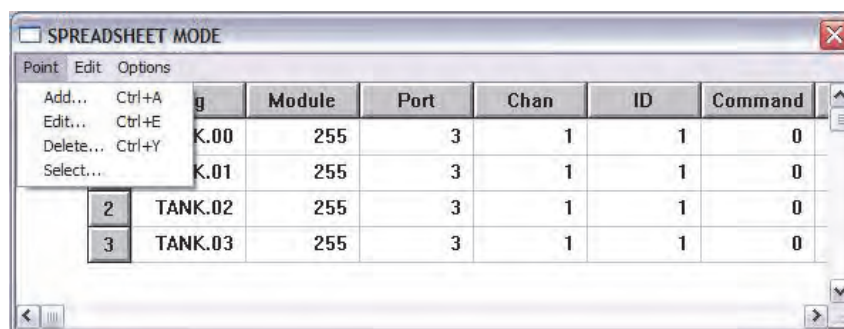 SPREADSHEET MODE
Point Edit Options
Add... Ctrl+A
Edit... Ctrl+E
Delete... Ctrl+Y
Select...
g Module Port Chan ID Command
K.00 255 3 1 1 0
K.01 255 3 1 1 0
2 TANK.02 255 3 1 1 0
3 TANK.03 255 3 1 1 0